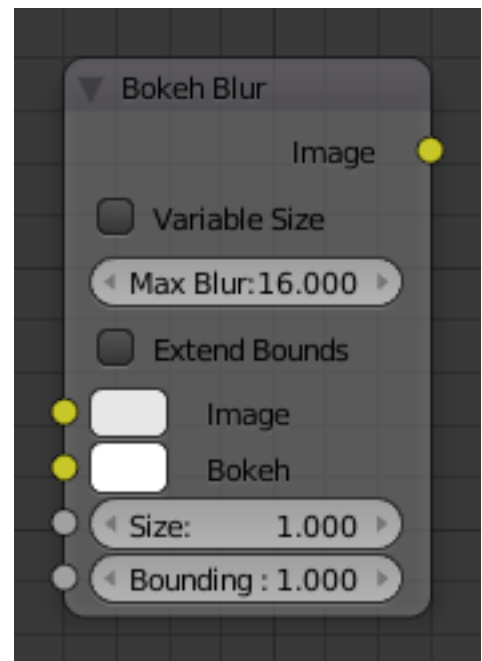 Bokeh Blur
Image
Variable Size
Max Blur:16.000
Extend Bounds
Image
Bokeh
Size: 1.000
Bounding : 1.000